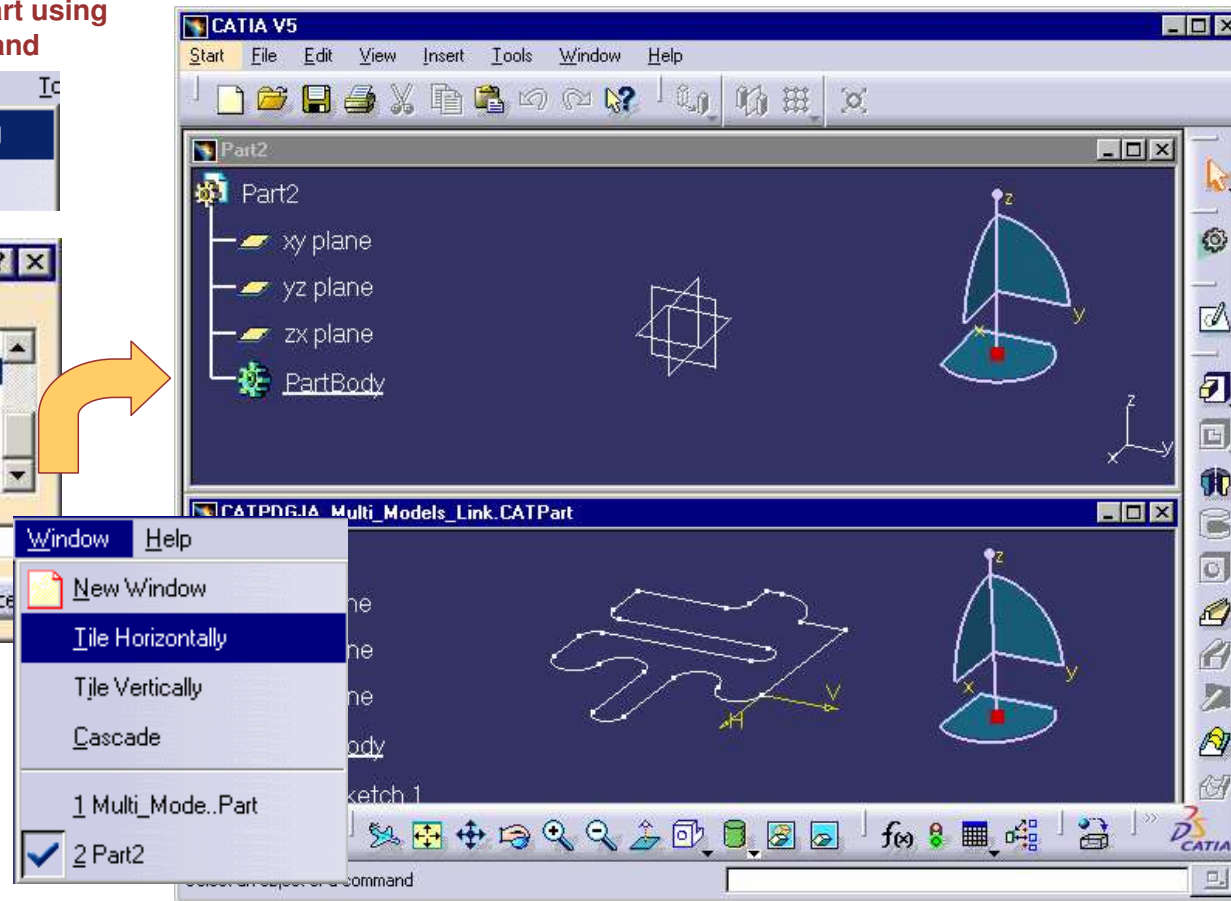 rt using
and
CATIA V5
Start File Edit View Insert Tools Window Help
Part2
Part2
xy plane
yz plane
zx plane
PartBody
z
y
x
z
y
x
CATPDGJA_Multi_Models_Link.CATPart
ne
ne
ne
ody
ketch.1
z
y
x
H
V
Window Help
New Window
Tile Horizontally
Tile Vertically
Cascade
1 Multi_Mode..Part
2 Part2
f(x)
CATIA
command